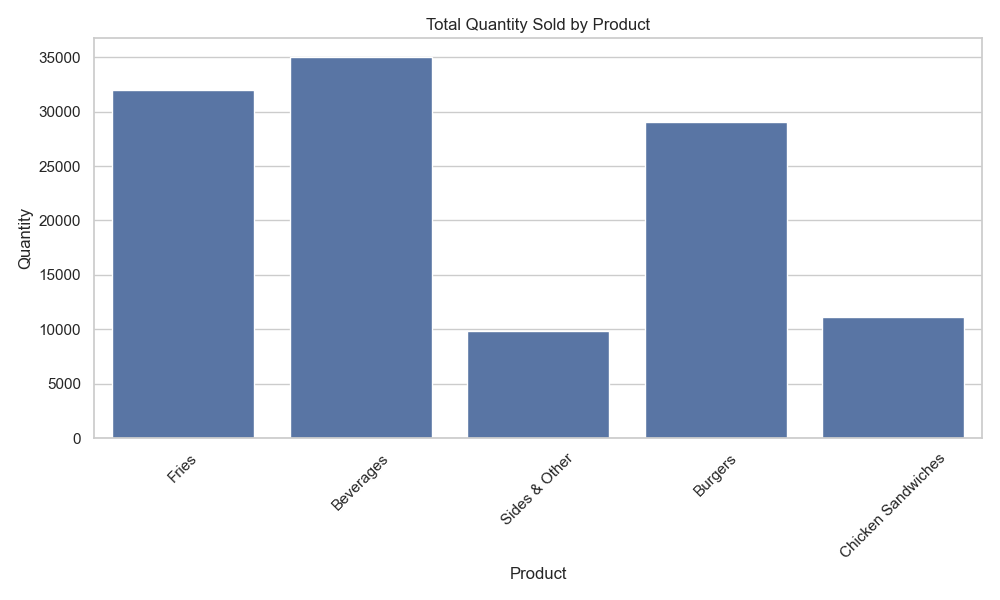 Total Quantity Sold by Product
Quantity
35000
30000
25000
20000
15000
10000
5000
0
Fries
Beverages
Sides & Other
Burgers
Chicken Sandwiches
Product